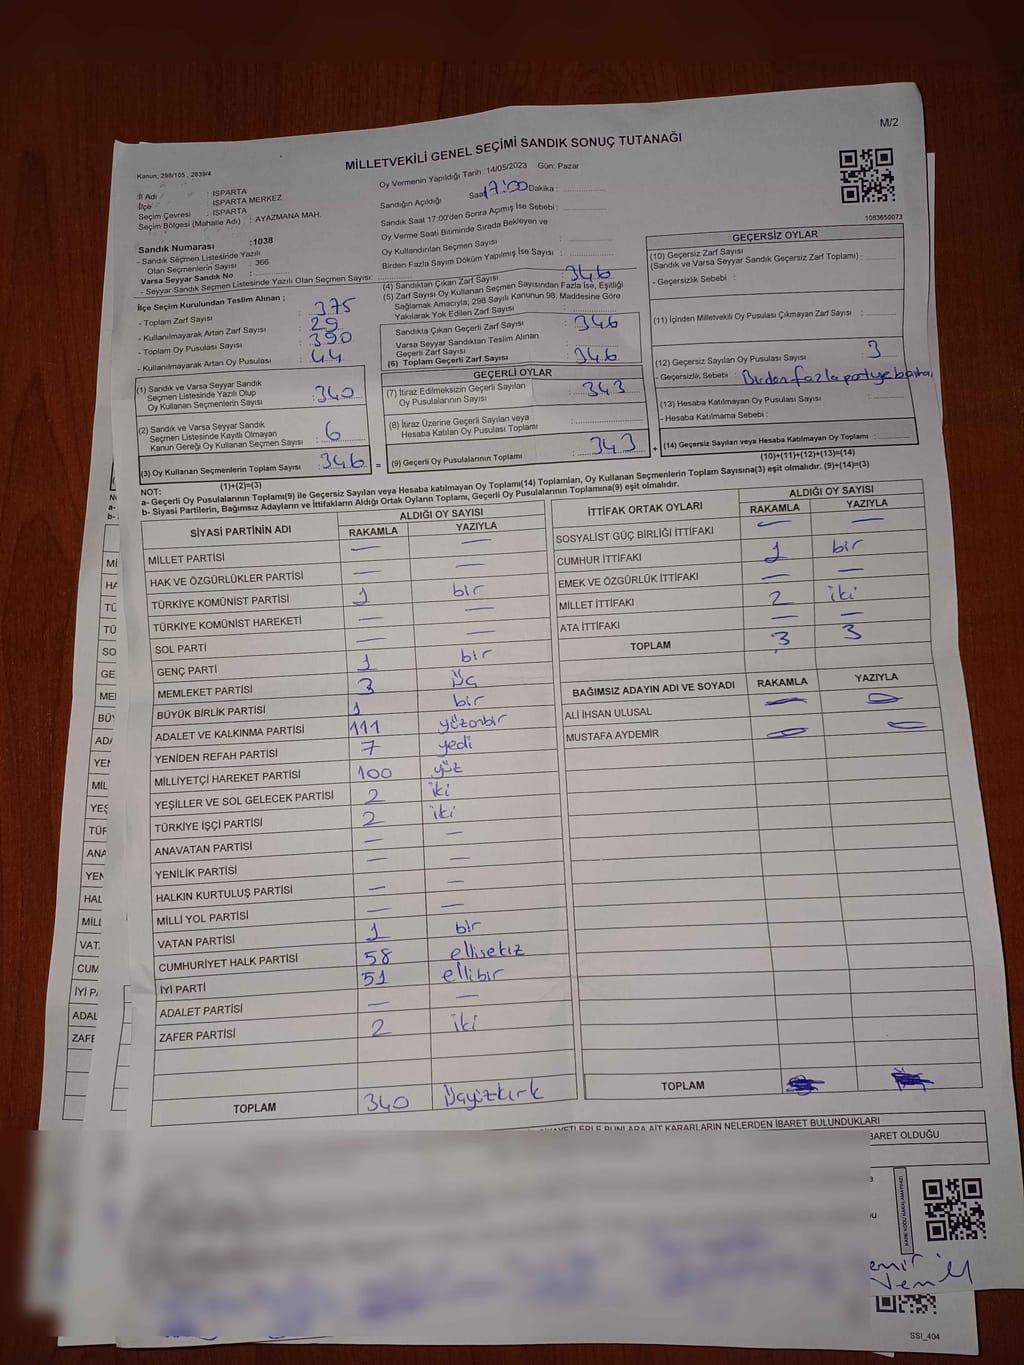 M/2
MİLLETVEKİLİ GENEL SEÇİMİ SANDIK SONUÇ TUTANAĞI
Kanun; 298/105 , 2839/4
İl Adı : ISPARTA
İlçe : ISPARTA MERKEZ
Seçim Çevresi : ISPARTA
Seçim Bölgesi (Mahalle Adı) : AYAZMANA MAH.
Oy Vermenin Yapıldığı Tarih : 14/05/2023 Gün: Pazar
Sandığın Açıldığı Saat 17:00 Dakika :
Sandık Saat 17:00'den Sonra Açımış İse Sebebi :
Oy Verme Saati Bitiminde Sırada Bekleyen ve
Oy Kullandırılan Seçmen Sayısı :
Birden Fazla Sayım Döküm Yapılmış İse Sayısı :
1083650073
Sandık Numarası :1038
- Sandık Seçmen Listesinde Yazılı
Olan Seçmenlerin Sayısı : 366
Varsa Seyyar Sandık No :
- Seyyar Sandık Seçmen Listesinde Yazılı Olan Seçmen Sayısı:
İlçe Seçim Kurulundan Teslim Alınan ;
- Toplam Zarf Sayısı : 375
- Kullanılmayarak Artan Zarf Sayısı : 29
- Toplam Oy Pusulası Sayısı : 390
- Kullanılmayarak Artan Oy Pusulası : 44
(1) Sandık ve Varsa Seyyar Sandık
Seçmen Listesinde Yazılı Olup
Oy Kullanan Seçmenlerin Sayısı :340
(2) Sandık ve Varsa Seyyar Sandık
Seçmen Listesinde Kayıtlı Olmayan
Kanun Gereği Oy Kullanan Seçmen Sayısı : 6
(3) Oy Kullanan Seçmenlerin Toplam Sayısı :346 =
(1)+(2)=(3)
(4) Sandıktan Çıkan Zarf Sayısı : 346
(5) Zarf Sayısı Oy Kullanan Seçmen Sayısından Fazla İse, Eşitliği
Sağlamak Amacıyla; 298 Sayılı Kanunun 98. Maddesine Göre
Yakılarak Yok Edilen Zarf Sayısı :
Sandıkta Çıkan Geçerli Zarf Sayısı : 346
Varsa Seyyar Sandıktan Teslim Alınan
Geçerli Zarf Sayısı :
(6) Toplam Geçerli Zarf Sayısı : 346
GEÇERLİ OYLAR
(7) İtiraz Edilmeksizin Geçerli Sayılan
Oy Pusulalarının Sayısı : 343
(8) İtiraz Üzerine Geçerli Sayılan veya
Hesaba Katılan Oy Pusulası Toplamı :
(9) Geçerli Oy Pusulalarının Toplamı : 343 +
GEÇERSİZ OYLAR
(10) Geçersiz Zarf Sayısı
(Sandık ve Varsa Seyyar Sandık Geçersiz Zarf Toplamı) :
- Geçersizlik Sebebi :
(11) İçinden Milletvekili Oy Pusulası Çıkmayan Zarf Sayısı :
(12) Geçersiz Sayılan Oy Pusulası Sayısı : 3
- Geçersizlik Sebebi : Birden fazla partiye
(13) Hesaba Katılmayan Oy Pusulası Sayısı :
- Hesaba Katılmama Sebebi :
(14) Geçersiz Sayılan veya Hesaba Katılmayan Oy Toplamı :
(10)+(11)+(12)+(13)=(14)
NOT:
a- Geçerli Oy Pusulalarının Toplamı(9) ile Geçersiz Sayılan veya Hesaba katılmayan Oy Toplamı(14) Toplamları, Oy Kullanan Seçmenlerin Toplam Sayısına(3) eşit olmalıdır. (9)+(14)=(3)
b- Siyasi Partilerin, Bağımsız Adayların ve İttifakların Aldığı Ortak Oyların Toplamı, Geçerli Oy Pusulalarının Toplamına(9) eşit olmalıdır.
SİYASİ PARTİNİN ADI ALDIĞI OY SAYISI
RAKAMLA YAZIYLA
MİLLET PARTİSİ — —
HAK VE ÖZGÜRLÜKLER PARTİSİ — —
TÜRKİYE KOMÜNİST PARTİSİ 1 bir
TÜRKİYE KOMÜNİST HAREKETİ — —
SOL PARTİ — —
GENÇ PARTİ 1 bir
MEMLEKET PARTİSİ 3 üç
BÜYÜK BİRLİK PARTİSİ 1 bir
ADALET VE KALKINMA PARTİSİ 111 yüzonbir
YENİDEN REFAH PARTİSİ 7 yedi
MİLLİYETÇİ HAREKET PARTİSİ 100 yüz
YEŞİLLER VE SOL GELECEK PARTİSİ 2 iki
TÜRKİYE İŞÇİ PARTİSİ 2 iki
ANAVATAN PARTİSİ — —
YENİLİK PARTİSİ — —
HALKIN KURTULUŞ PARTİSİ — —
MİLLİ YOL PARTİSİ — —
VATAN PARTİSİ 1 bir
CUMHURİYET HALK PARTİSİ 58 ellisekiz
İYİ PARTİ 51 ellibir
ADALET PARTİSİ — —
ZAFER PARTİSİ 2 iki
TOPLAM 340 üçyüzkırk
İTTİFAK ORTAK OYLARI ALDIĞI OY SAYISI
RAKAMLA YAZIYLA
SOSYALİST GÜÇ BİRLİĞİ İTTİFAKI — —
CUMHUR İTTİFAKI 1 bir
EMEK VE ÖZGÜRLÜK İTTİFAKI — —
MİLLET İTTİFAKI 2 iki
ATA İTTİFAKI — —
TOPLAM 3 3
BAĞIMSIZ ADAYIN ADI VE SOYADI RAKAMLA YAZIYLA
ALİ İHSAN ULUSAL — —
MUSTAFA AYDEMİR — —
TOPLAM
BUNLARA AİT KARARLARIN NELERDEN İBARET BULUNDUKLARI
BARET OLDUĞU
SSI_404